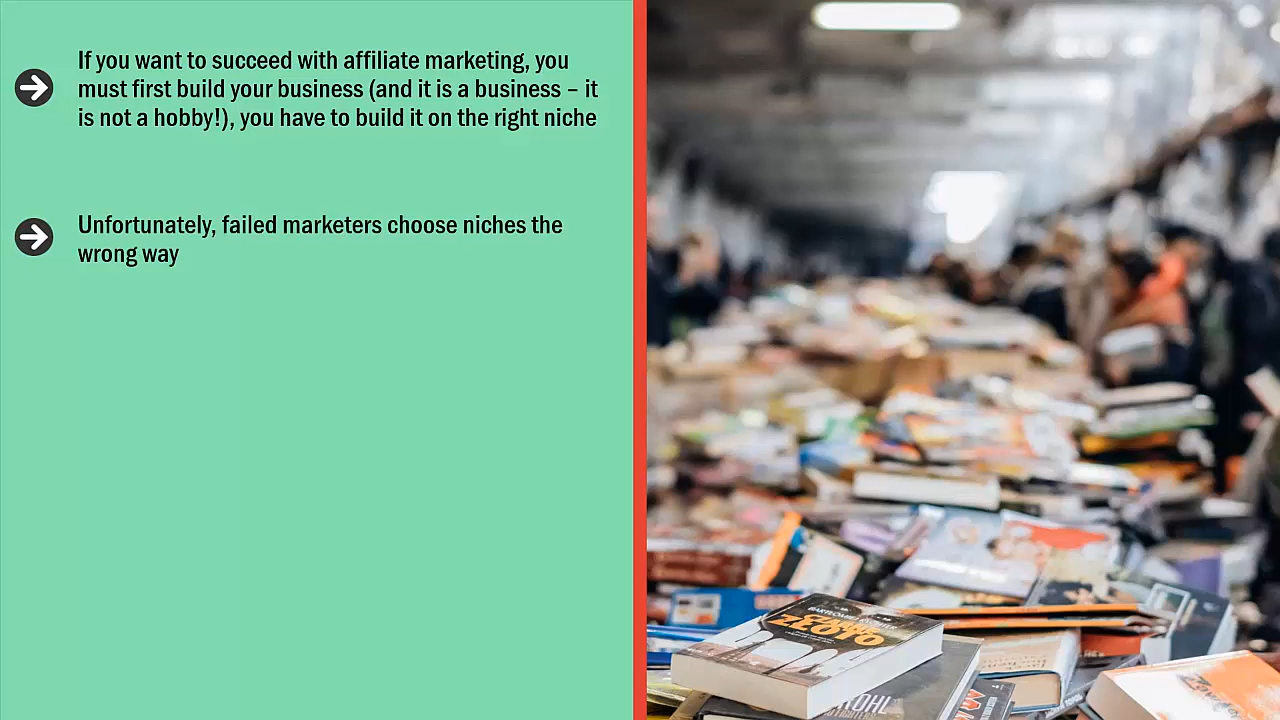 If you want to succeed with affiliate marketing, you
must first build your business (and it is a business – it
is not a hobby!), you have to build it on the right niche
Unfortunately, failed marketers choose niches the
wrong way
CZARNE
ZŁOTO